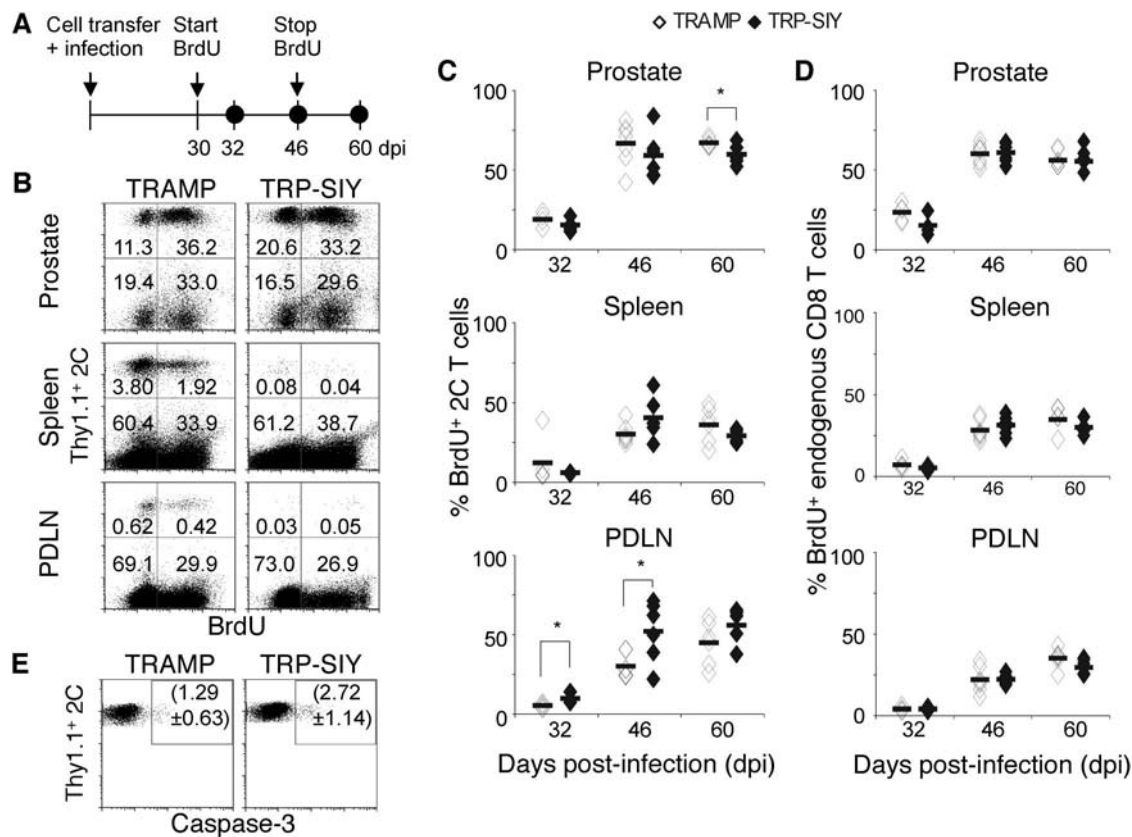 A
Cell transfer Start Stop
+ infection BrdU BrdU
30 32 46 60 dpi
B
TRAMP TRP-SIY
Prostate
11.3 36.2 20.6 33.2
19.4 33.0 16.5 29.6
Spleen
Thy1.1+ 2C
3.80 1.92 0.08 0.04
60.4 33.9 61.2 38.7
PDLN
0.62 0.42 0.03 0.05
69.1 29.9 73.0 26.9
BrdU
E
TRAMP TRP-SIY
Thy1.1+ 2C
(1.29 (2.72
±0.63) ±1.14)
Caspase-3
◇TRAMP ◆TRP-SIY
C
Prostate
% BrdU+ 2C T cells
100
*
50
0
32 46 60
Spleen
100
50
0
32 46 60
PDLN
100
* *
50
0
32 46 60
Days post-infection (dpi)
D
Prostate
% BrdU+ endogenous CD8 T cells
100
50
0
32 46 60
Spleen
100
50
0
32 46 60
PDLN
100
50
0
32 46 60
Days post-infection (dpi)